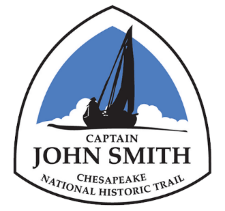 CAPTAIN
JOHN SMITH
CHESAPEAKE
NATIONAL HISTORIC TRAIL